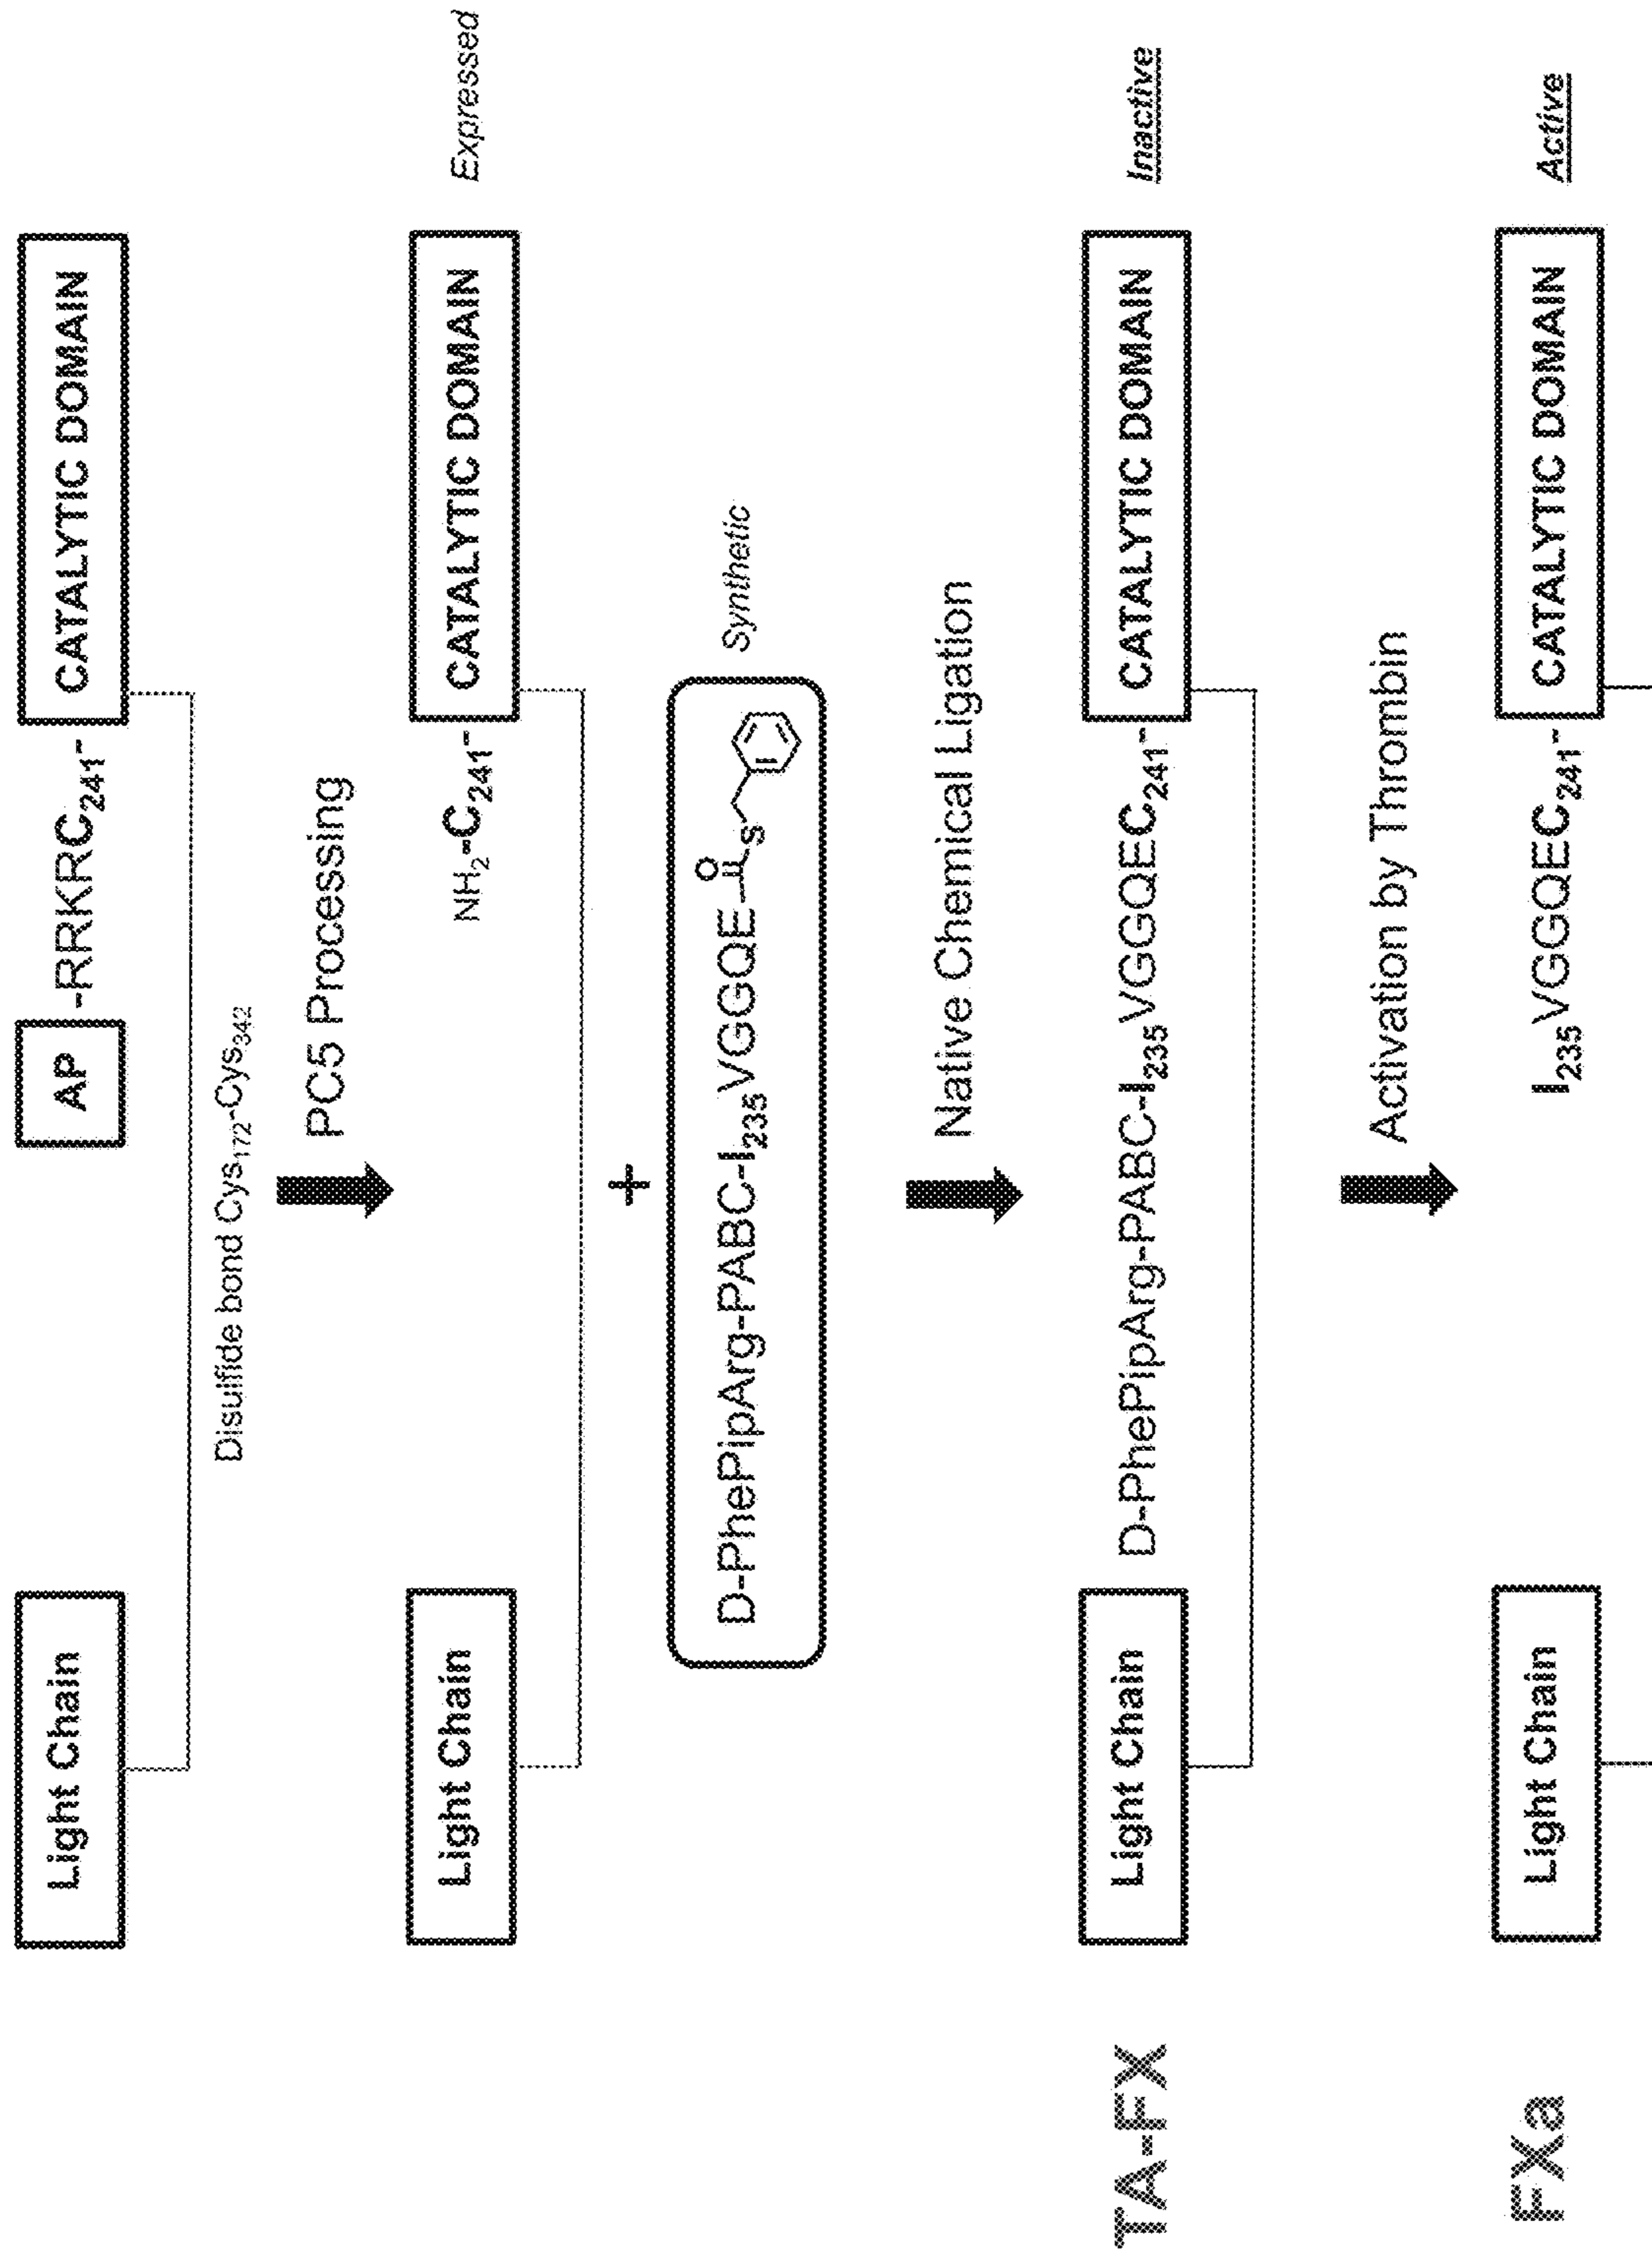 Light Chain AP -RRKRC241- CATALYTIC DOMAIN
Disulfide bond Cys172-Cys342
PC5 Processing
Light Chain NH2-C241- CATALYTIC DOMAIN Expressed
+
D-PhePipArg-PABC-I235VGGQE O S Synthetic
Native Chemical Ligation
TA-FX Light Chain D-PhePipArg-PABC-I235VGGQEC241- CATALYTIC DOMAIN Inactive
Activation by Thrombin
FXa Light Chain I235VGGQEC241- CATALYTIC DOMAIN Active